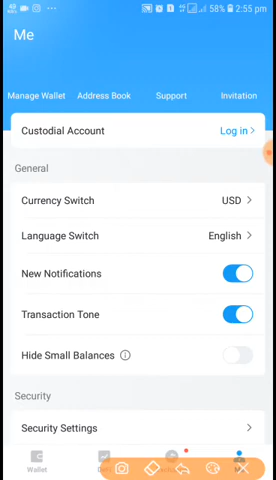 58% 2:55 pm
Me
Manage Wallet Address Book Support Invitation
Custodial Account Log in >
General
Currency Switch USD >
Language Switch English >
New Notifications
Transaction Tone
Hide Small Balances
Security
Security Settings >
Wallet